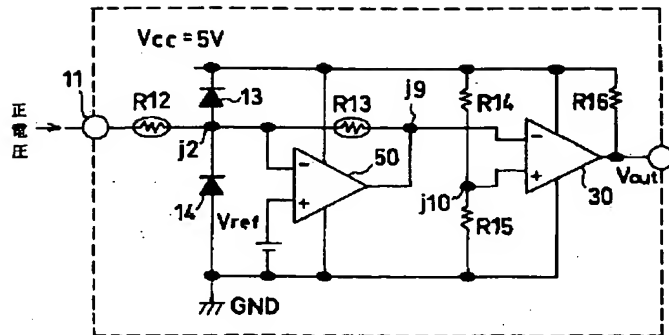 Vcc=5V
11
R12
13
R13
j9
R14
R16
正電圧
j2
50
14
Vref
j10
R15
30
Vout
GND